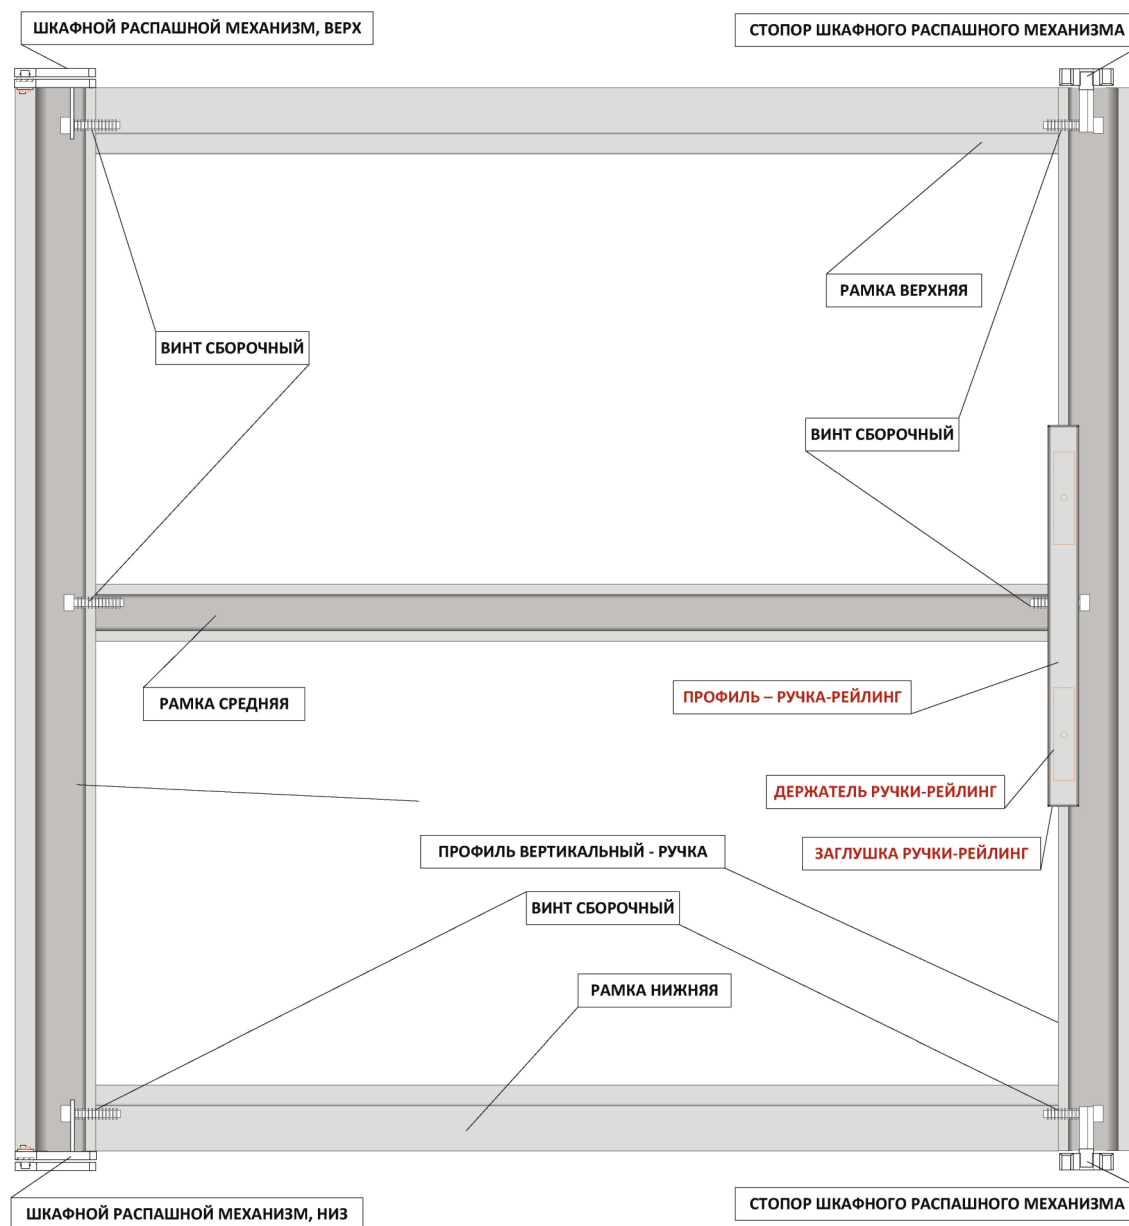 ШКАФНОЙ РАСПАШНОЙ МЕХАНИЗМ, ВЕРХ
СТОПОР ШКАФНОГО РАСПАШНОГО МЕХАНИЗМА
РАМКА ВЕРХНЯЯ
ВИНТ СБОРОЧНЫЙ
ВИНТ СБОРОЧНЫЙ
РАМКА СРЕДНЯЯ
ПРОФИЛЬ – РУЧКА-РЕЙЛИНГ
ДЕРЖАТЕЛЬ РУЧКИ-РЕЙЛИНГ
ПРОФИЛЬ ВЕРТИКАЛЬНЫЙ - РУЧКА
ЗАГЛУШКА РУЧКИ-РЕЙЛИНГ
ВИНТ СБОРОЧНЫЙ
РАМКА НИЖНЯЯ
ШКАФНОЙ РАСПАШНОЙ МЕХАНИЗМ, НИЗ
СТОПОР ШКАФНОГО РАСПАШНОГО МЕХАНИЗМА